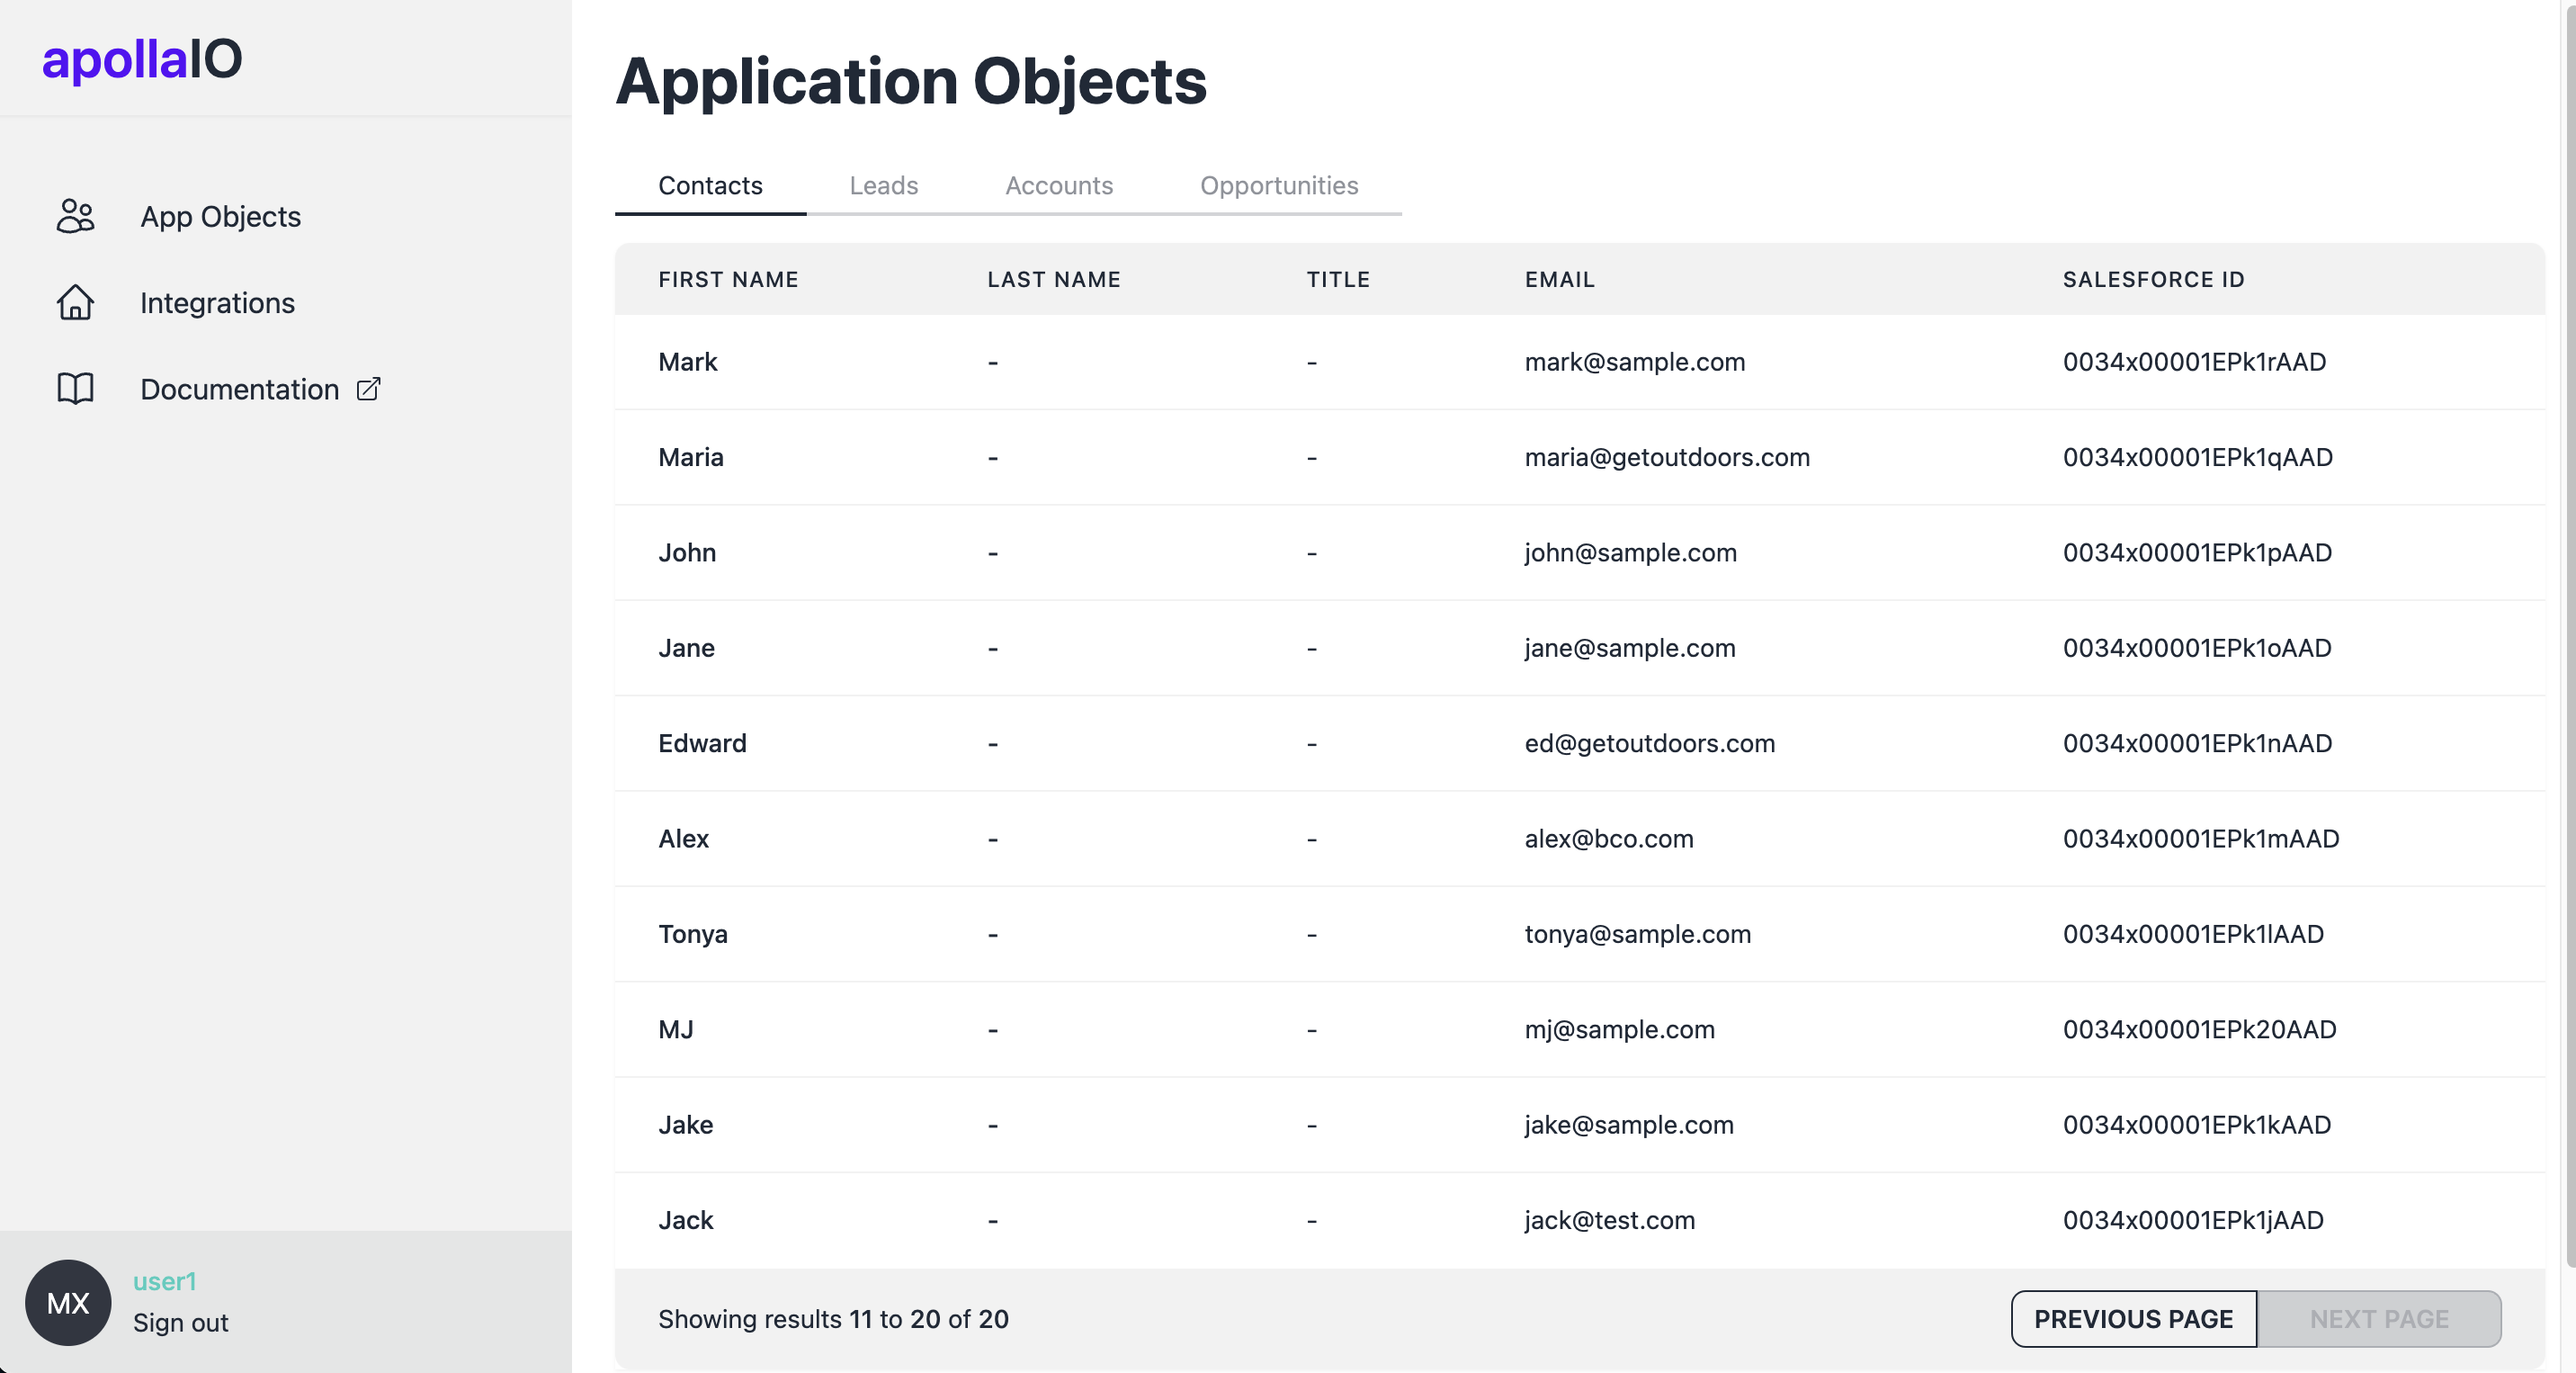 apollaIO
App Objects
Integrations
Documentation
user1
MX
Sign out
Application Objects
Contacts Leads Accounts Opportunities
FIRST NAME LAST NAME TITLE EMAIL SALESFORCE ID
Mark - - mark@sample.com 0034x00001EPk1rAAD
Maria - - maria@getoutdoors.com 0034x00001EPk1qAAD
John - - john@sample.com 0034x00001EPk1pAAD
Jane - - jane@sample.com 0034x00001EPk1oAAD
Edward - - ed@getoutdoors.com 0034x00001EPk1nAAD
Alex - - alex@bco.com 0034x00001EPk1mAAD
Tonya - - tonya@sample.com 0034x00001EPk1lAAD
MJ - - mj@sample.com 0034x00001EPk20AAD
Jake - - jake@sample.com 0034x00001EPk1kAAD
Jack - - jack@test.com 0034x00001EPk1jAAD
Showing results 11 to 20 of 20 PREVIOUS PAGE NEXT PAGE